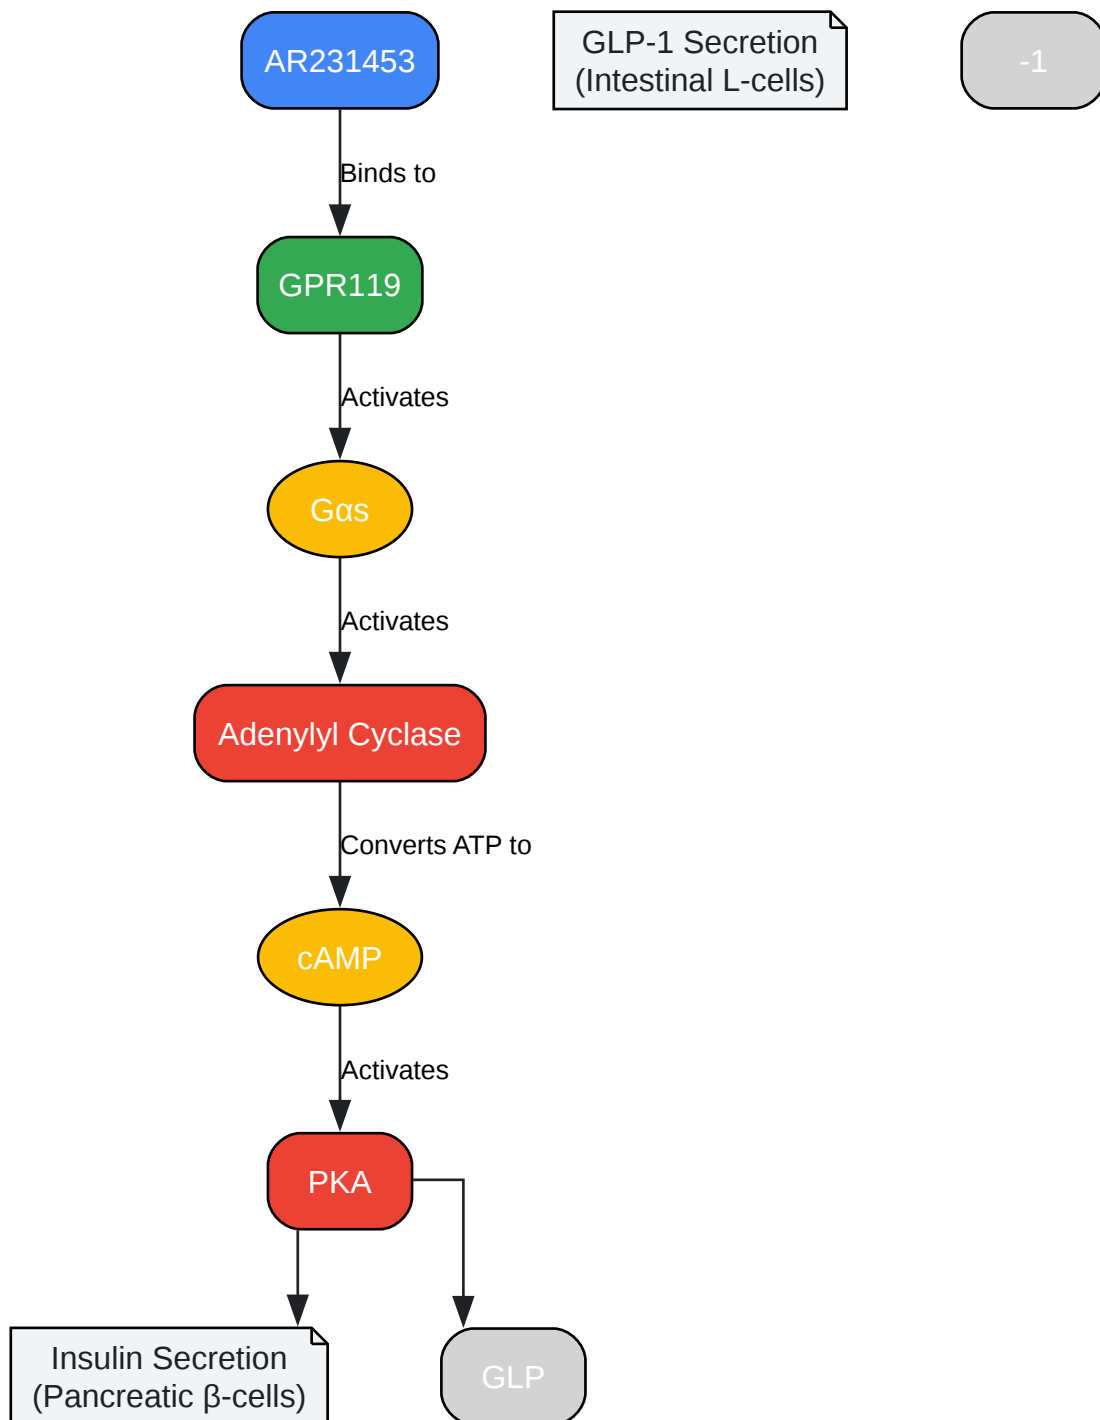 AR231453
GLP-1 Secretion
(Intestinal L-cells)
-1
Binds to
GPR119
Activates
Gαs
Activates
Adenylyl Cyclase
Converts ATP to
cAMP
Activates
PKA
Insulin Secretion
(Pancreatic β-cells)
GLP